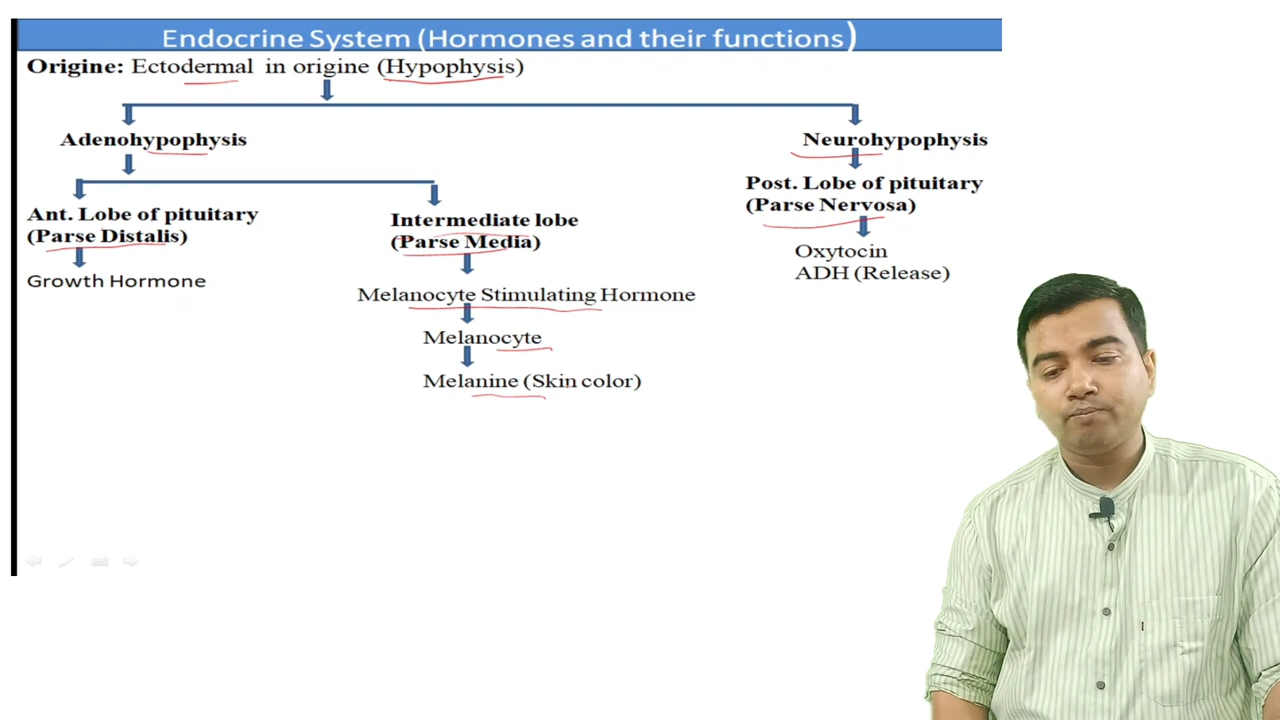 Endocrine System (Hormones and their functions)
Origine: Ectodermal in origine (Hypophysis)
Adenohypophysis
Neurohypophysis
Post. Lobe of pituitary
(Parse Nervosa)
Oxytocin
ADH (Release)
Ant. Lobe of pituitary
(Parse Distalis)
Growth Hormone
Intermediate lobe
(Parse Media)
Melanocyte Stimulating Hormone
Melanocyte
Melanine (Skin color)